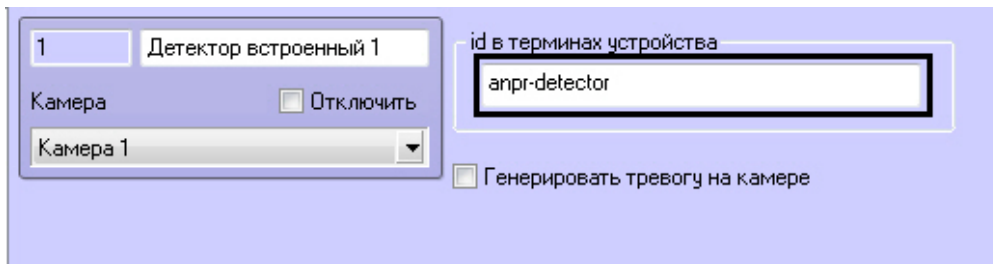 1
Детектор встроенный 1
Камера
Отключить
Камера 1
id в терминах устройства
anpr-detector
Генерировать тревогу на камере